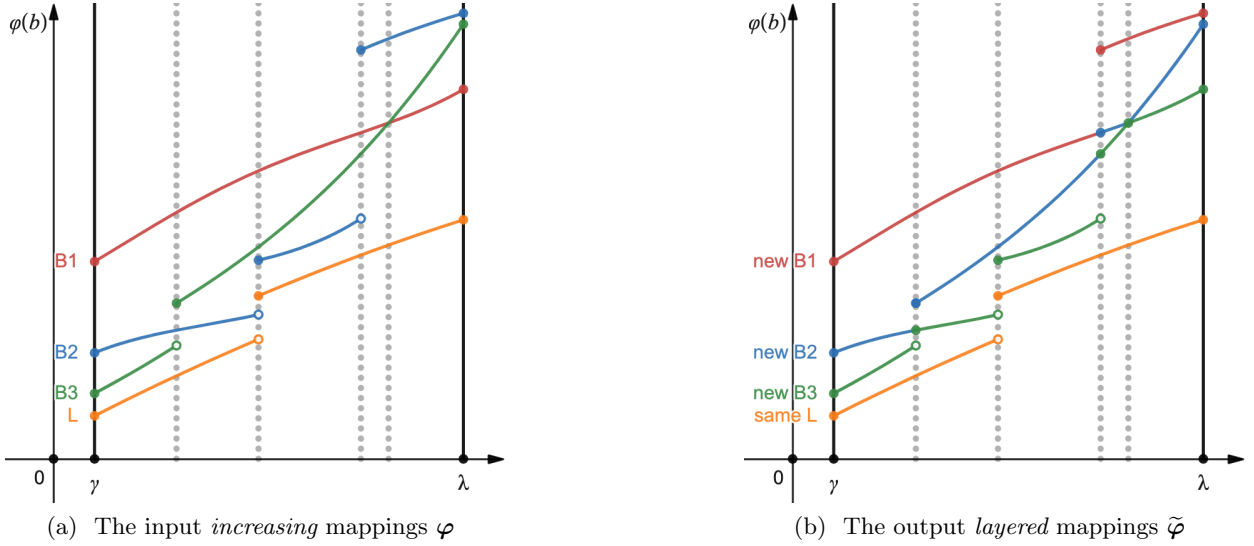 φ(b)
B1
B2
B3
L
0
γ
λ
(a) The input increasing mappings φ
φ(b)
new B1
new B2
new B3
same L
0
γ
λ
(b) The output layered mappings φ̃